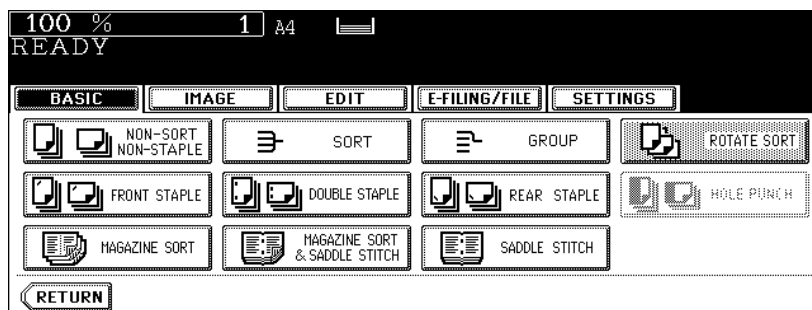 100 % 1 A4
READY
BASIC IMAGE EDIT E-FILING/FILE SETTINGS
NON-SORT
NON-STAPLE
SORT
GROUP
ROTATE SORT
FRONT STAPLE
DOUBLE STAPLE
REAR STAPLE
HOLE PUNCH
MAGAZINE SORT
MAGAZINE SORT
& SADDLE STITCH
SADDLE STITCH
RETURN